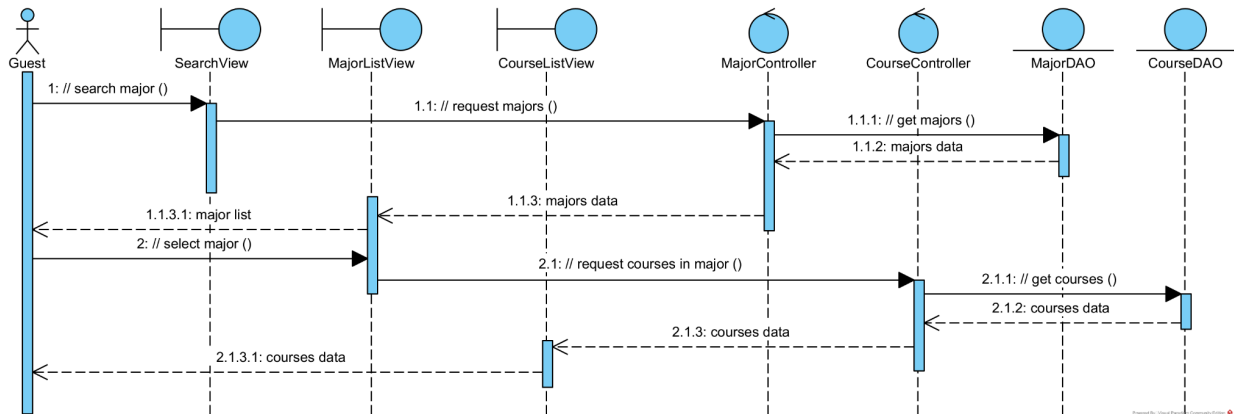 Guest
SearchView
MajorListView
CourseListView
MajorController
CourseController
MajorDAO
CourseDAO
1: // search major ()
1.1: // request majors ()
1.1.1: // get majors ()
1.1.2: majors data
1.1.3: majors data
1.1.3.1: major list
2: // select major ()
2.1: // request courses in major ()
2.1.1: // get courses ()
2.1.2: courses data
2.1.3: courses data
2.1.3.1: courses data